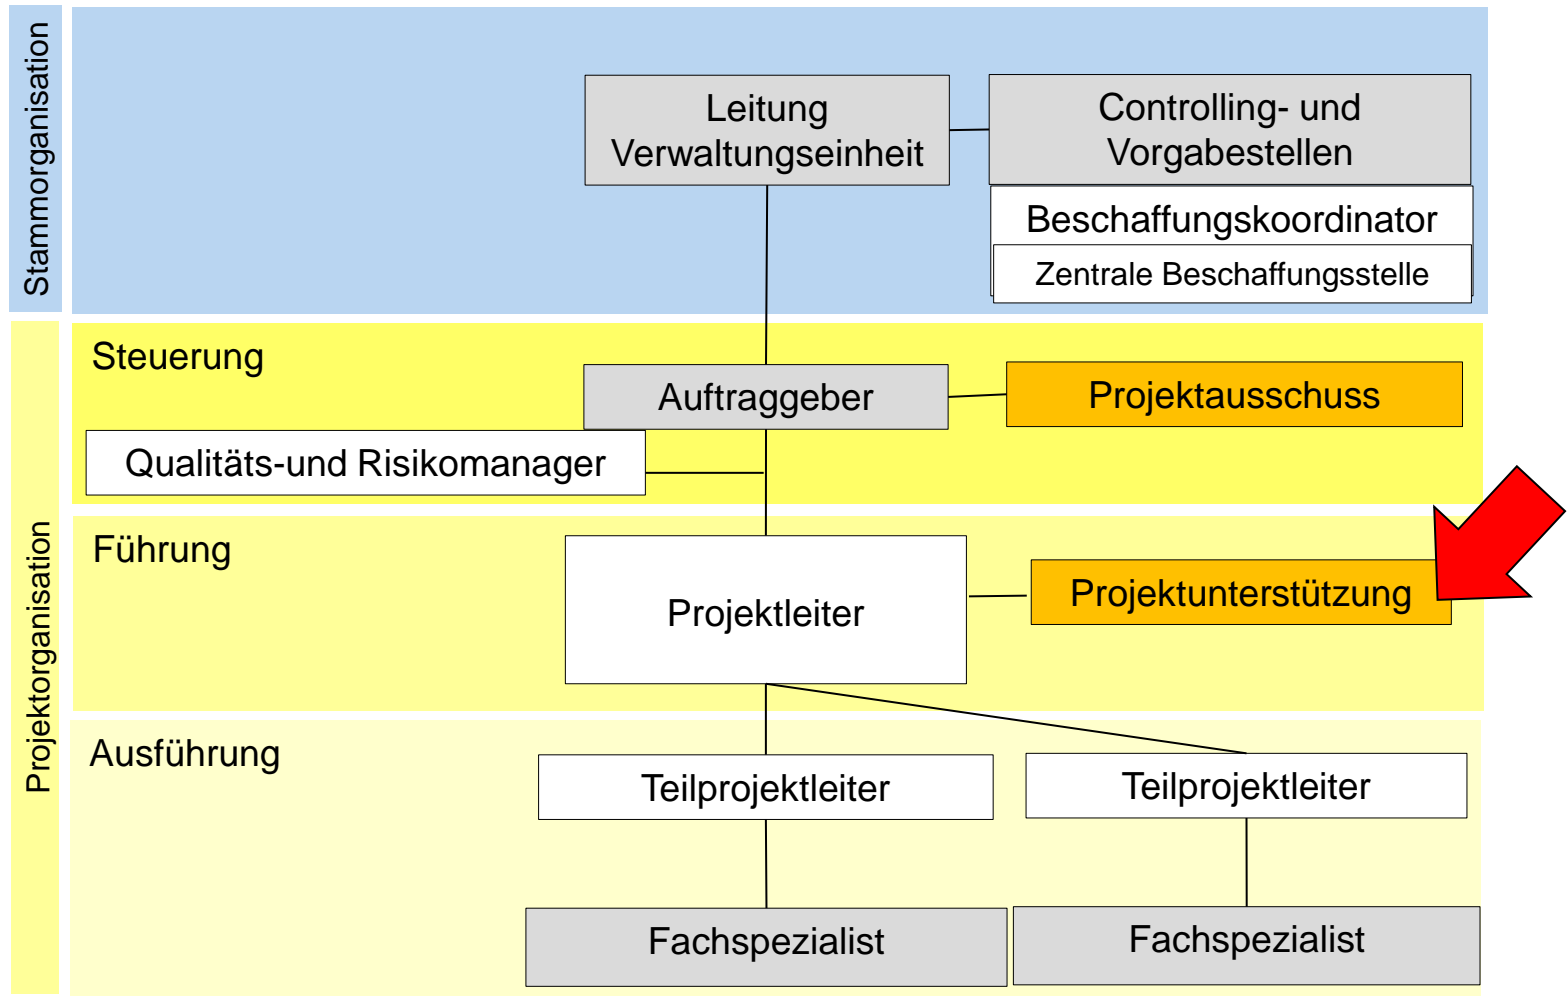 Stammorganisation
Leitung
Verwaltungseinheit
Controlling- und
Vorgabestellen
Beschaffungskoordinator
Zentrale Beschaffungsstelle
Projektorganisation
Steuerung
Auftraggeber
Projektausschuss
Qualitäts-und Risikomanager
Führung
Projektleiter
Projektunterstützung
Ausführung
Teilprojektleiter
Teilprojektleiter
Fachspezialist
Fachspezialist